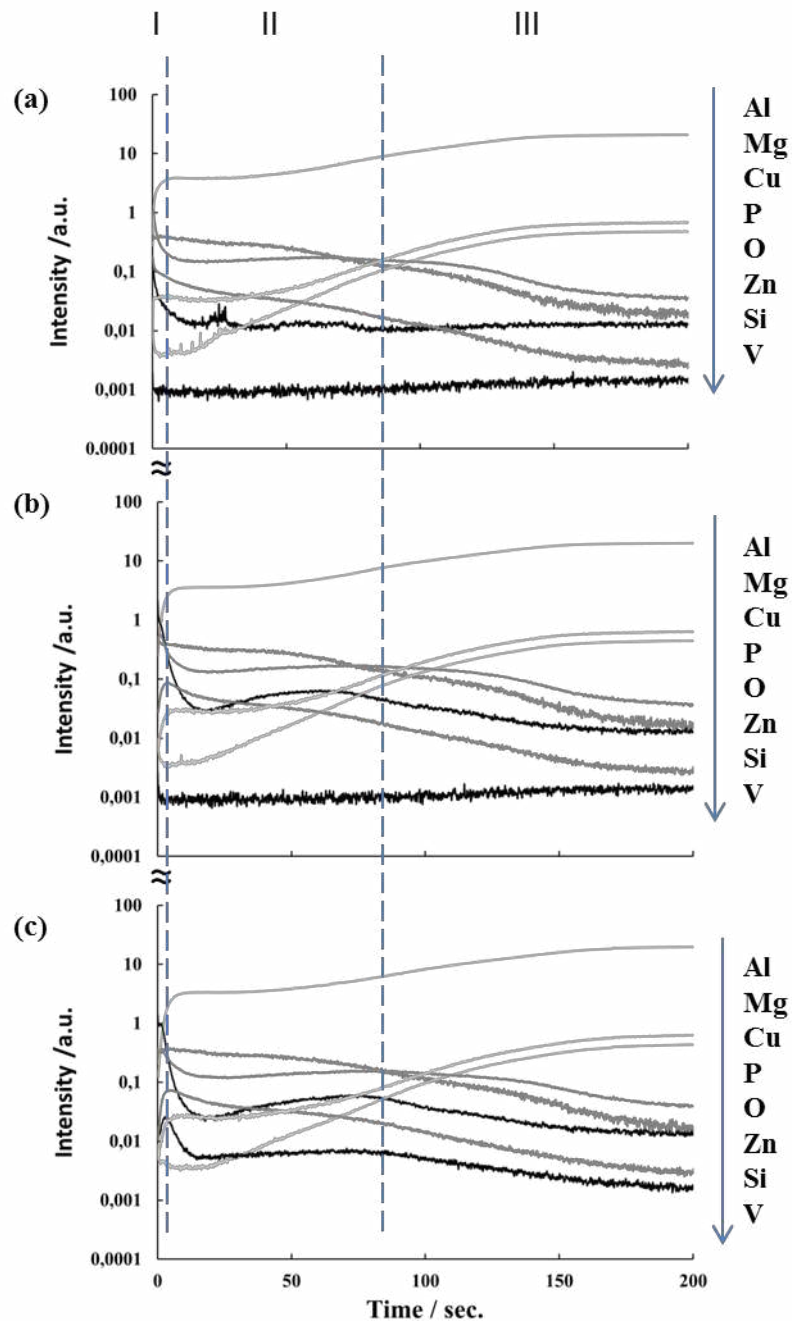 I II III
(a)
100
10
1
0,1
0,01
0,001
0.0001
Intensity /a.u.
Al
Mg
Cu
P
O
Zn
Si
V
≈
(b)
100
10
1
0,1
0,01
0,001
0,0001
Intensity /a.u.
Al
Mg
Cu
P
O
Zn
Si
V
≈
(c)
100
10
1
0,1
0,01
0,001
0,0001
Intensity /a.u.
Al
Mg
Cu
P
O
Zn
Si
V
0 50 100 150 200
Time / sec.